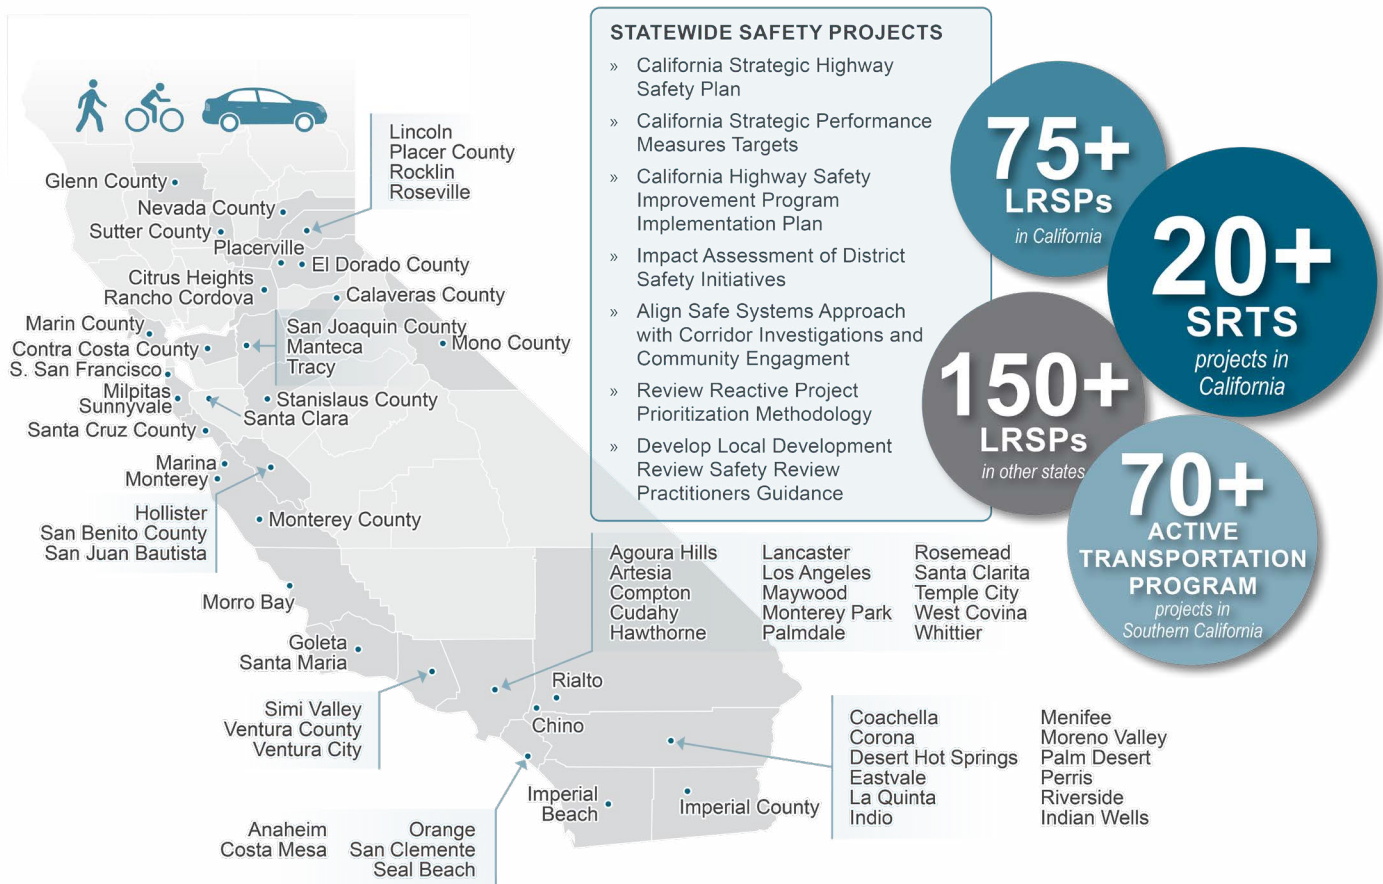 STATEWIDE SAFETY PROJECTS
» California Strategic Highway
Safety Plan
» California Strategic Performance
Measures Targets
» California Highway Safety
Improvement Program
Implementation Plan
» Impact Assessment of District
Safety Initiatives
» Align Safe Systems Approach
with Corridor Investigations and
Community Engagment
» Review Reactive Project
Prioritization Methodology
» Develop Local Development
Review Safety Review
Practitioners Guidance
75+
LRSPs
in California
20+
SRTS
projects in
California
150+
LRSPs
in other states
70+
ACTIVE
TRANSPORTATION
PROGRAM
projects in
Southern California
Lincoln
Placer County
Rocklin
Roseville
Glenn County
Nevada County
Sutter County
Placerville
El Dorado County
Citrus Heights
Rancho Cordova
Calaveras County
Marin County
San Joaquin County
Manteca
Tracy
Mono County
Contra Costa County
S. San Francisco
Milpitas
Sunnyvale
Stanislaus County
Santa Clara
Santa Cruz County
Marina
Monterey
Hollister
San Benito County
San Juan Bautista
Monterey County
Morro Bay
Goleta
Santa Maria
Simi Valley
Ventura County
Ventura City
Agoura Hills
Artesia
Compton
Cudahy
Hawthorne
Lancaster
Los Angeles
Maywood
Monterey Park
Palmdale
Rosemead
Santa Clarita
Temple City
West Covina
Whittier
Rialto
Chino
Coachella
Corona
Desert Hot Springs
Eastvale
La Quinta
Indio
Menifee
Moreno Valley
Palm Desert
Perris
Riverside
Indian Wells
Imperial
Beach
Imperial County
Anaheim
Costa Mesa
Orange
San Clemente
Seal Beach